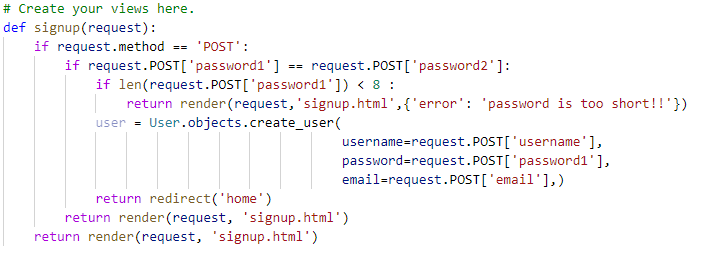 # Create your views here.
def signup(request):
    if request.method == 'POST':
        if request.POST['password1'] == request.POST['password2']:
            if len(request.POST['password1']) < 8 :
                return render(request,'signup.html',{'error': 'password is too short!!'})
            user = User.objects.create_user(
                                            username=request.POST['username'],
                                            password=request.POST['password1'],
                                            email=request.POST['email'],)
            return redirect('home')
        return render(request, 'signup.html')
    return render(request, 'signup.html')